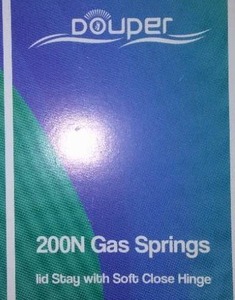 DOUPER
200N Gas Springs
lid Stay with Soft Close Hinge